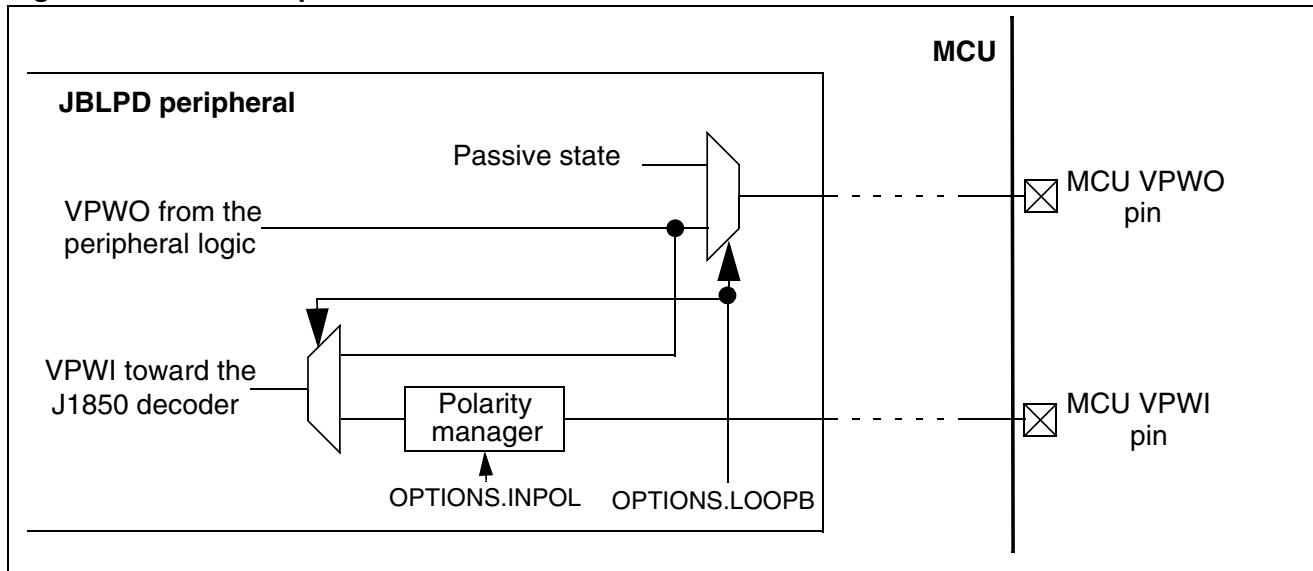 MCU
JBLPD peripheral
Passive state
MCU VPWO
pin
VPWO from the
peripheral logic
VPWI toward the
J1850 decoder
Polarity
manager
MCU VPWI
pin
OPTIONS.INPOL
OPTIONS.LOOPB